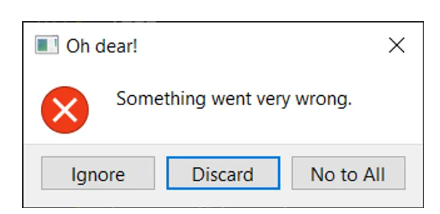 Oh dear!
Something went very wrong.
Ignore
Discard
No to All